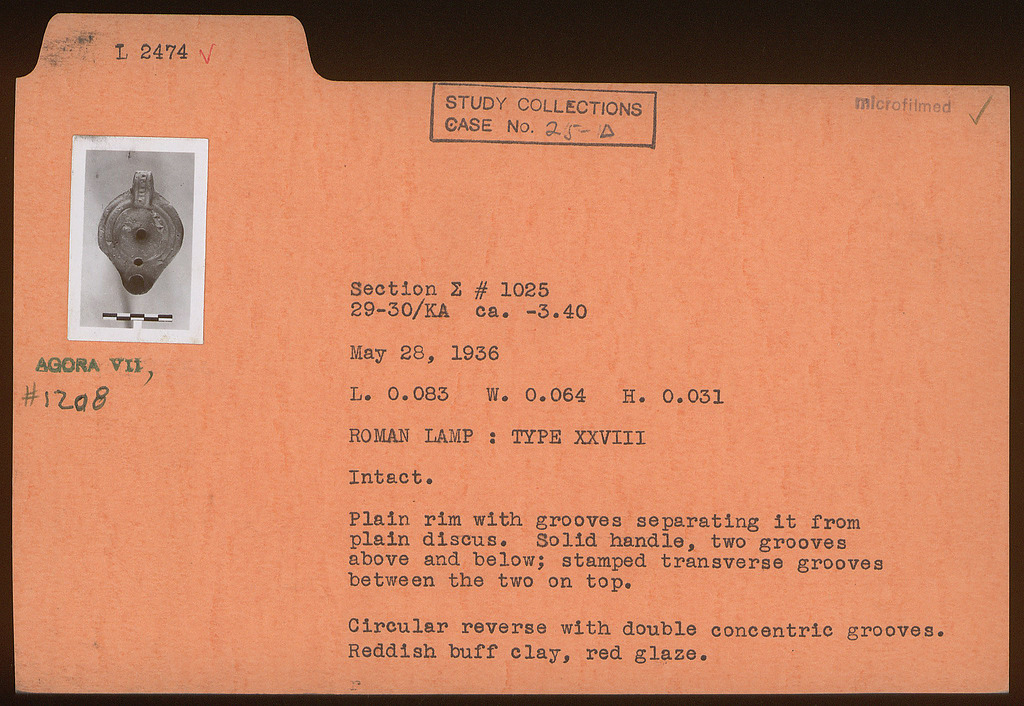 L 2474 ✓
STUDY COLLECTIONS
CASE No. 25-Δ
microfilmed ✓
AGORA VII,
#1208
Section Σ # 1025
29-30/KA ca. -3.40
May 28, 1936
L. 0.083 W. 0.064 H. 0.031
ROMAN LAMP : TYPE XXVIII
Intact.
Plain rim with grooves separating it from
plain discus. Solid handle, two grooves
above and below; stamped transverse grooves
between the two on top.
Circular reverse with double concentric grooves.
Reddish buff clay, red glaze.